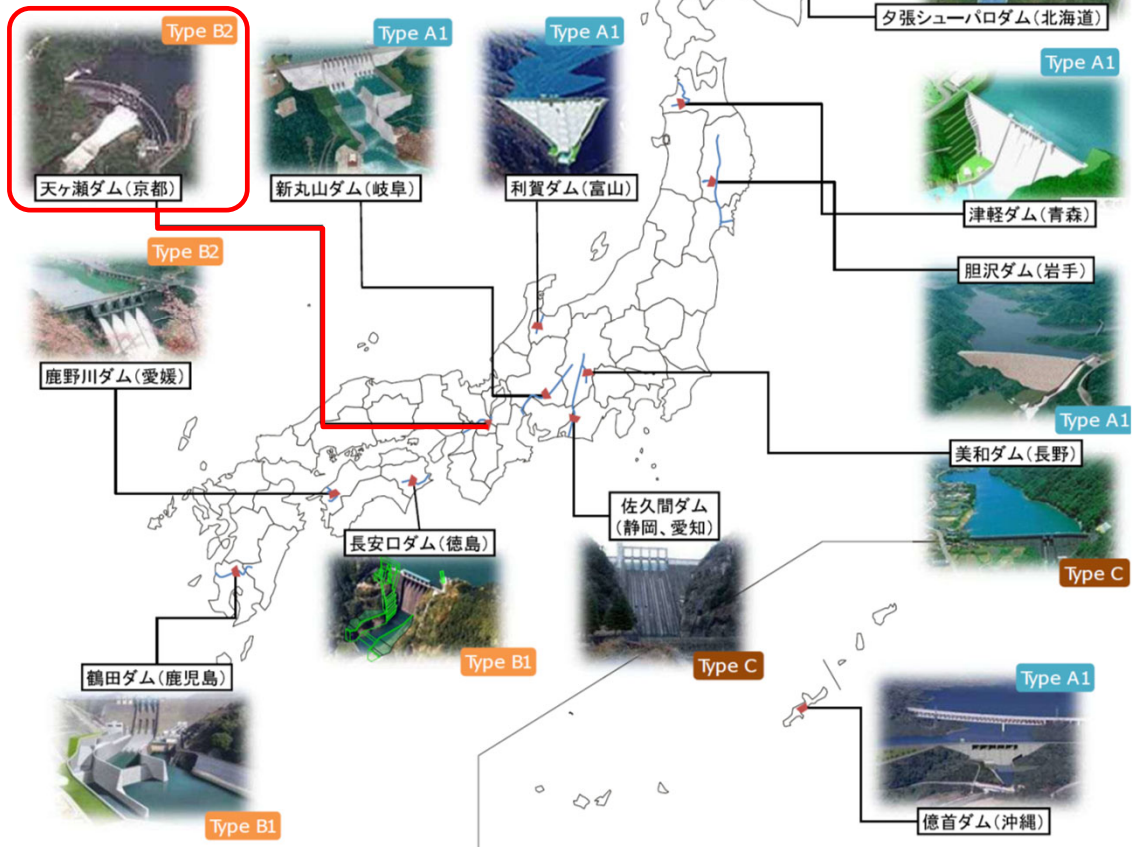 夕張シューパロダム(北海道)
Type B2
天ヶ瀬ダム(京都)
Type A1
新丸山ダム(岐阜)
Type A1
利賀ダム(富山)
Type A1
津軽ダム(青森)
Type B2
鹿野川ダム(愛媛)
胆沢ダム(岩手)
Type A1
美和ダム(長野)
Type C
佐久間ダム
(静岡、愛知)
Type C
長安口ダム(徳島)
Type B1
鶴田ダム(鹿児島)
Type B1
Type A1
億首ダム(沖縄)